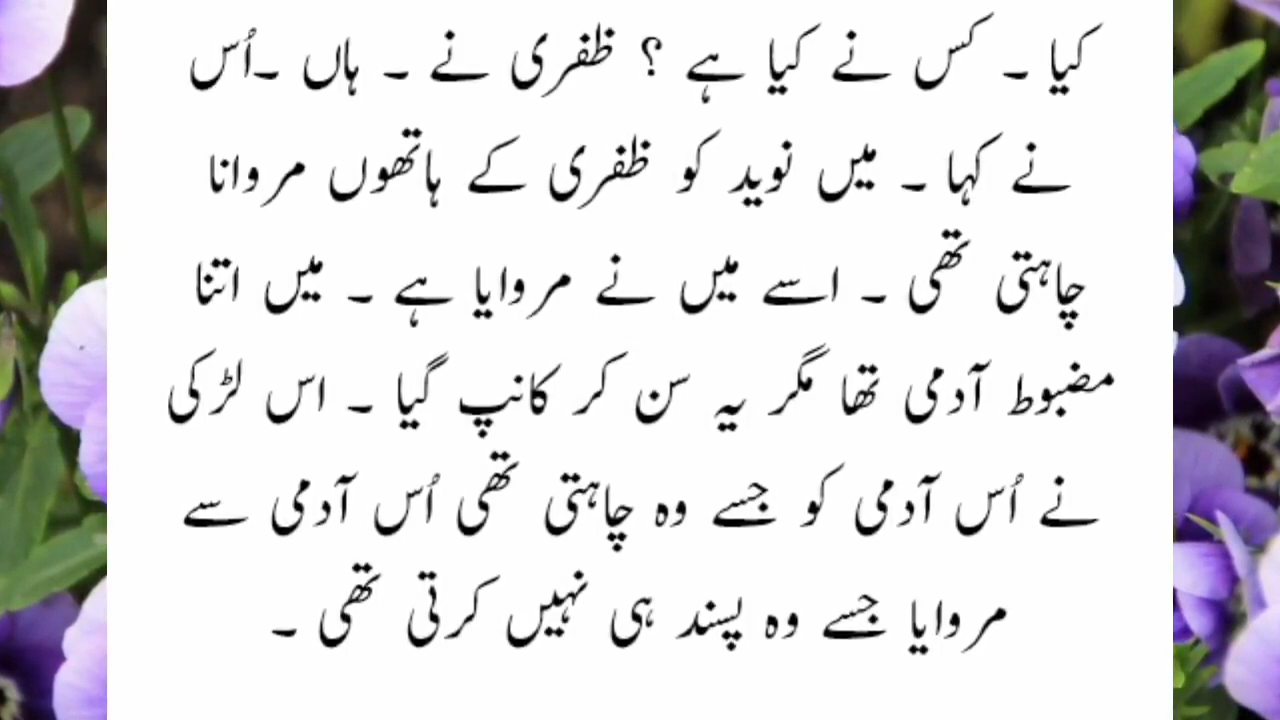 کیا ۔ کس نے کیا ہے ؟ ظفری نے ۔ ہاں ۔اُس
نے کہا ۔ میں نوید کو ظفری کے ہاتھوں مروانا
چاہتی تھی ۔ اسے میں نے مروایا ہے ۔ میں اتنا
مضبوط آدمی تھا مگر یہ سن کر کانپ گیا ۔ اس لڑکی
نے اُس آدمی کو جسے وہ چاہتی تھی اُس آدمی سے
مروایا جسے وہ پسند ہی نہیں کرتی تھی ۔